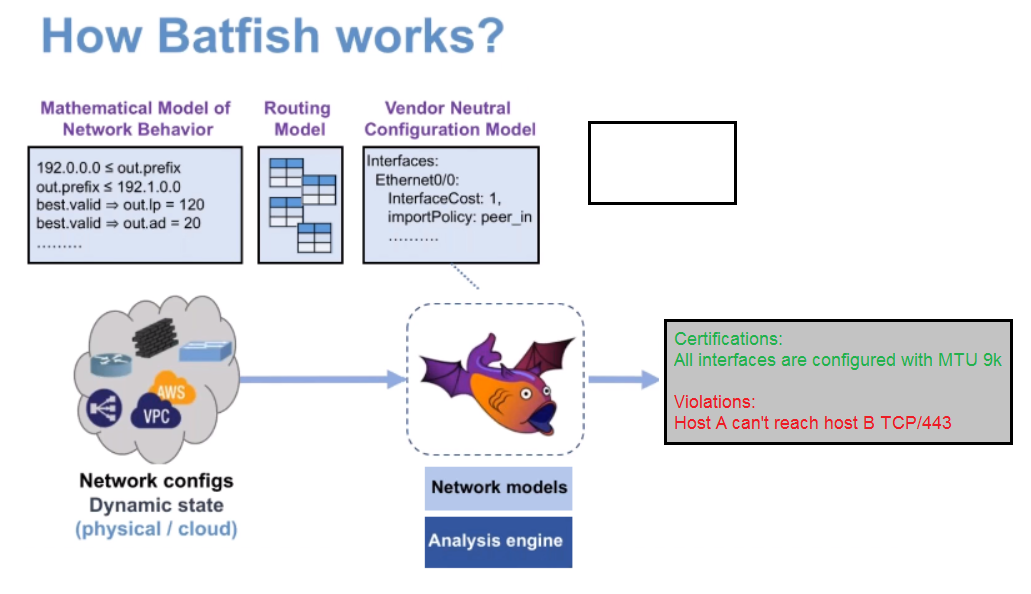 How Batfish works?
Mathematical Model of
Network Behavior
192.0.0.0 ≤ out.prefix
out.prefix ≤ 192.1.0.0
best.valid ⇒ out.lp = 120
best.valid ⇒ out.ad = 20
.........
Routing
Model
Vendor Neutral
Configuration Model
Interfaces:
Ethernet0/0:
InterfaceCost: 1,
importPolicy: peer_in
..........
AWS
VPC
Network configs
Dynamic state
(physical / cloud)
Network models
Analysis engine
Certifications:
All interfaces are configured with MTU 9k
Violations:
Host A can't reach host B TCP/443